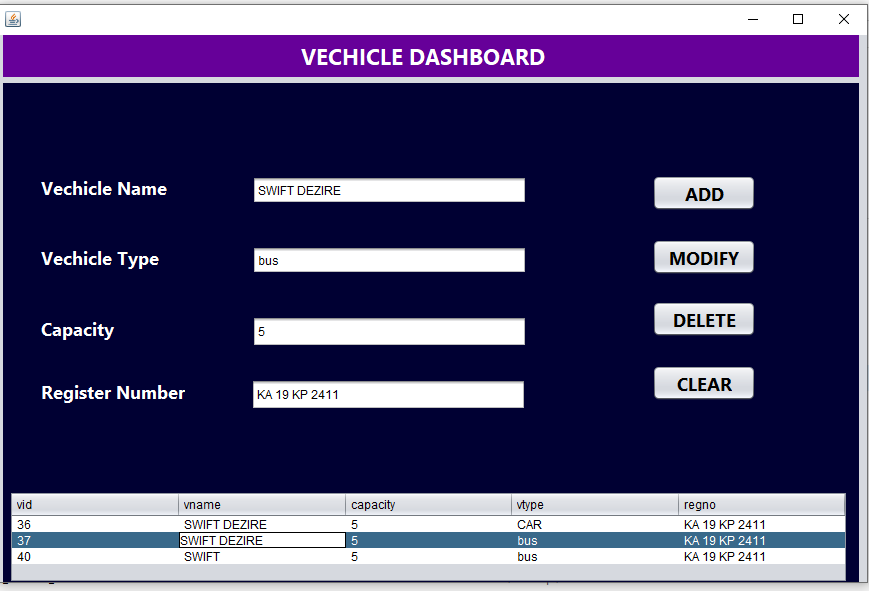 VECHICLE DASHBOARD
Vechicle Name SWIFT DEZIRE ADD
Vechicle Type bus MODIFY
Capacity 5 DELETE
Register Number KA 19 KP 2411 CLEAR
vid vname capacity vtype regno
36 SWIFT DEZIRE 5 CAR KA 19 KP 2411
37 SWIFT DEZIRE 5 bus KA 19 KP 2411
40 SWIFT 5 bus KA 19 KP 2411